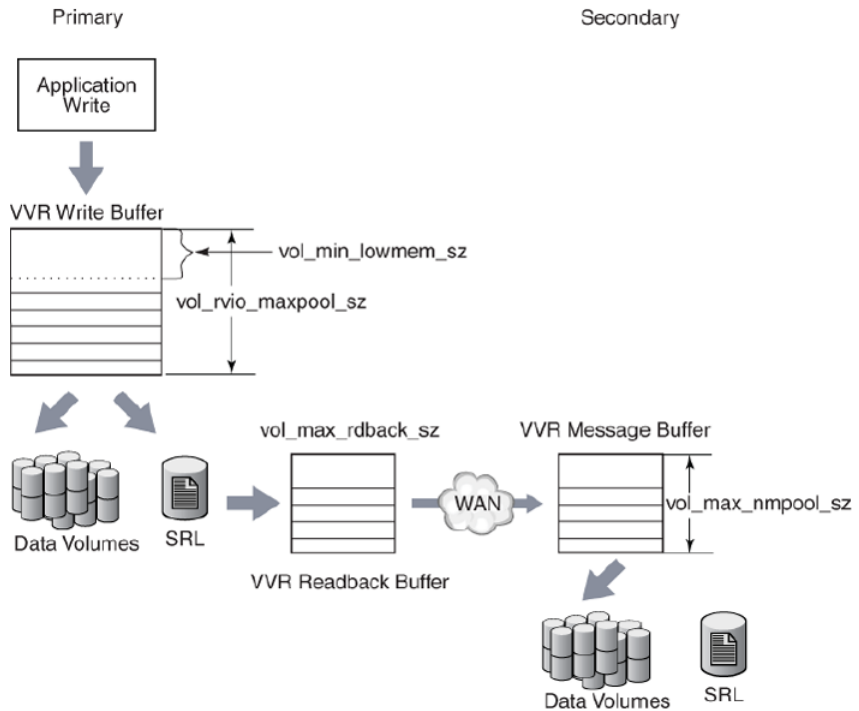 Primary
Secondary
Application
Write
VVR Write Buffer
vol_min_lowmem_sz
vol_rvio_maxpool_sz
vol_max_rdback_sz
VVR Message Buffer
WAN
vol_max_nmpool_sz
Data Volumes
SRL
VVR Readback Buffer
Data Volumes
SRL